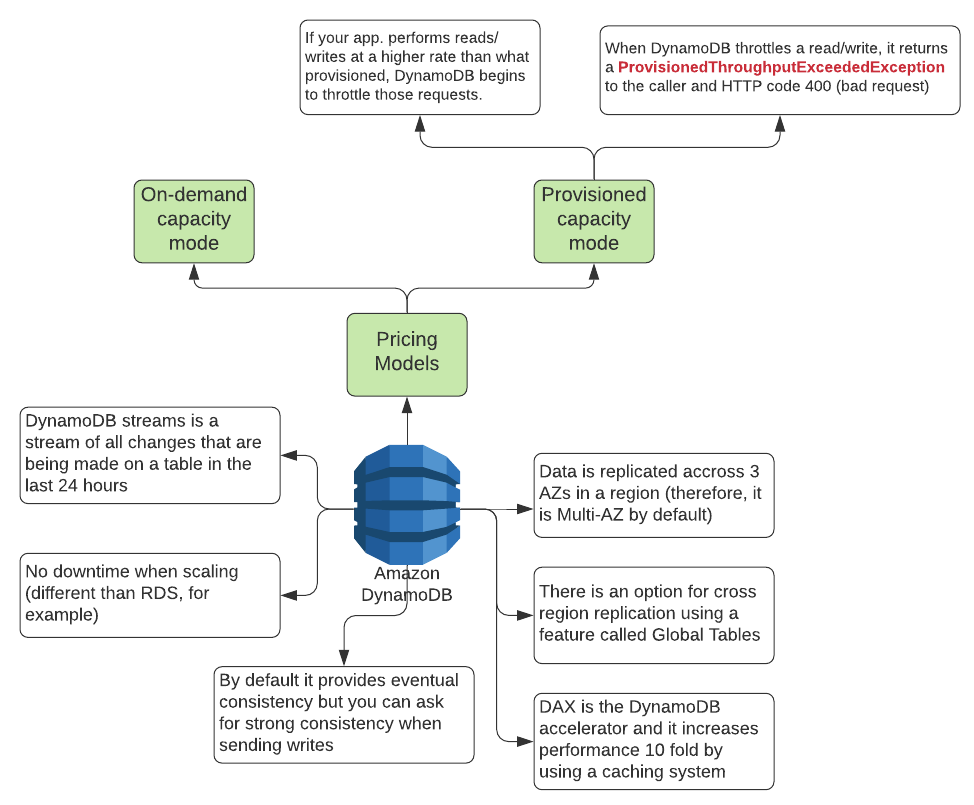 If your app. performs reads/
writes at a higher rate than what
provisioned, DynamoDB begins
to throttle those requests.
When DynamoDB throttles a read/write, it returns
a ProvisionedThroughputExceededException
to the caller and HTTP code 400 (bad request)
On-demand
capacity
mode
Provisioned
capacity
mode
Pricing
Models
DynamoDB streams is a
stream of all changes that are
being made on a table in the
last 24 hours
Data is replicated accross 3
AZs in a region (therefore, it
is Multi-AZ by default)
No downtime when scaling
(different than RDS, for
example)
Amazon
DynamoDB
There is an option for cross
region replication using a
feature called Global Tables
By default it provides eventual
consistency but you can ask
for strong consistency when
sending writes
DAX is the DynamoDB
accelerator and it increases
performance 10 fold by
using a caching system